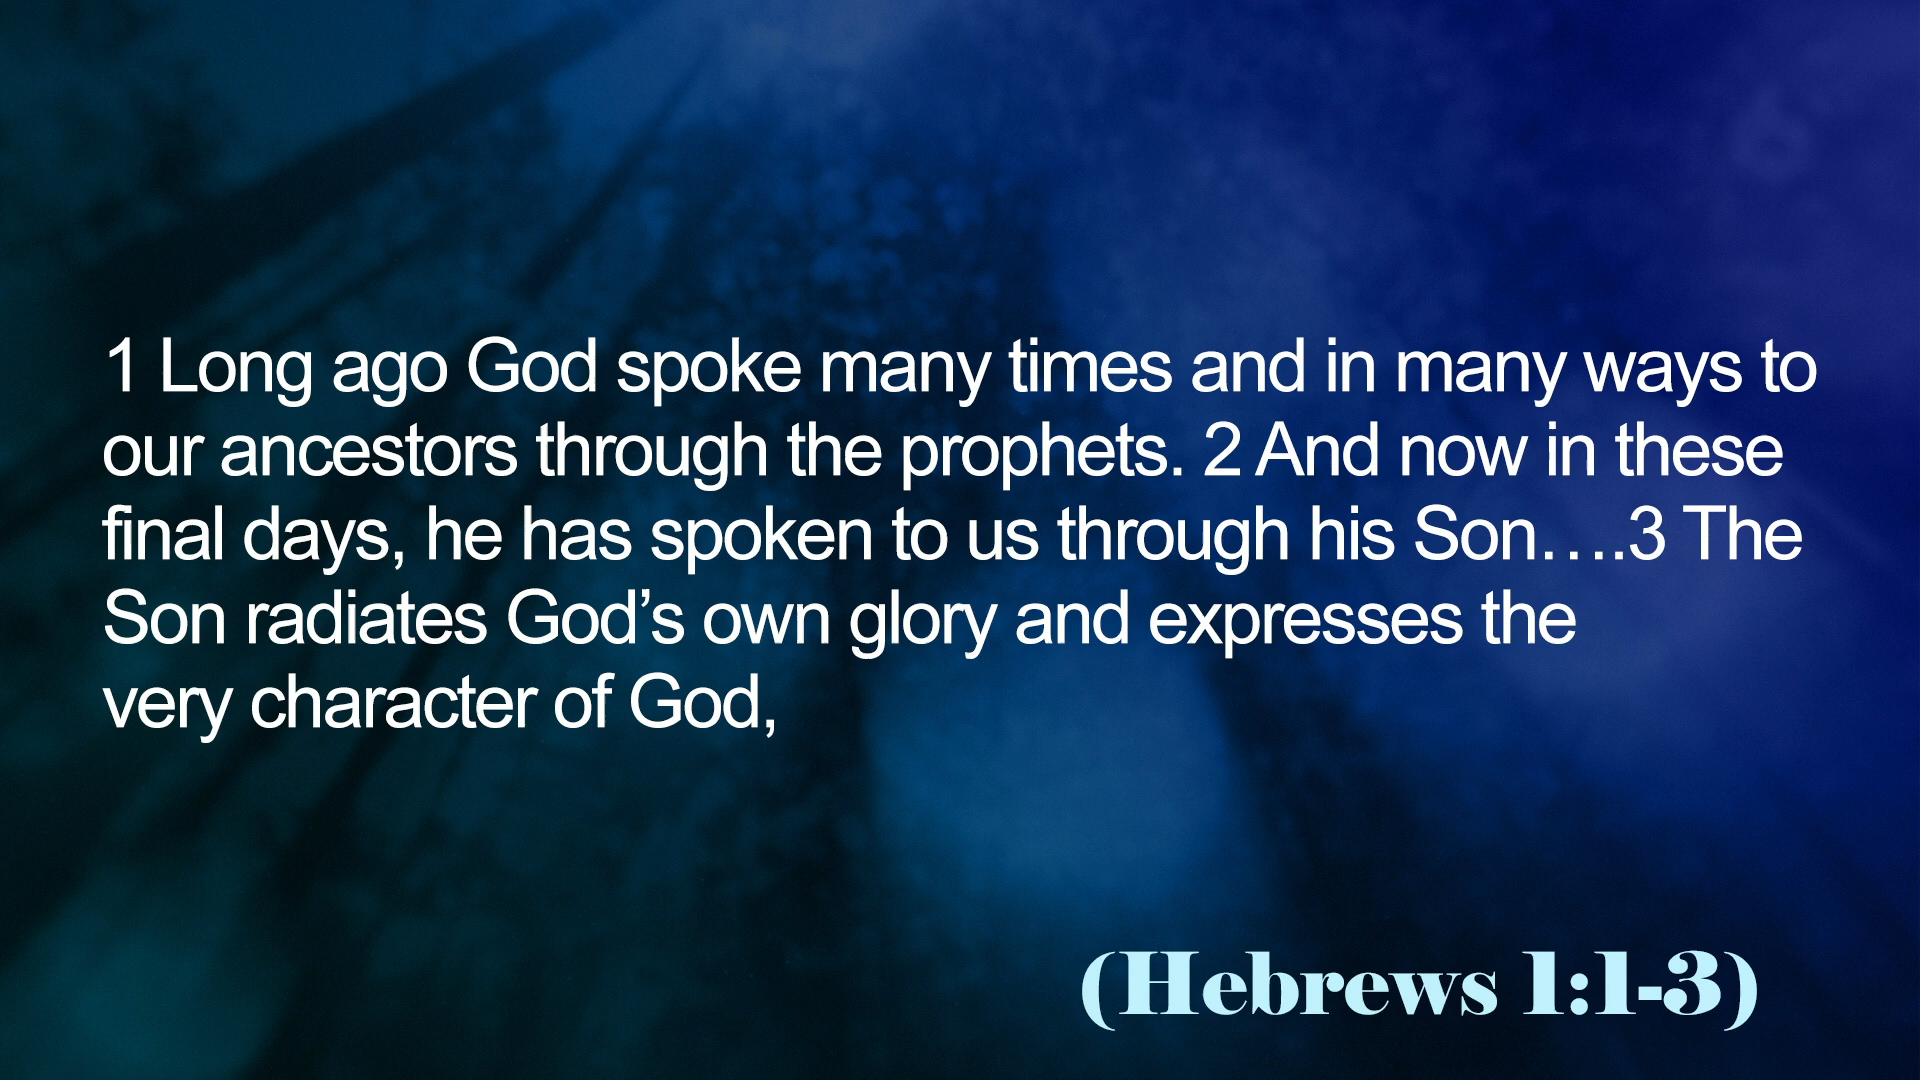 1 Long ago God spoke many times and in many ways to
our ancestors through the prophets. 2 And now in these
final days, he has spoken to us through his Son….3 The
Son radiates God’s own glory and expresses the
very character of God,
(Hebrews 1:1-3)